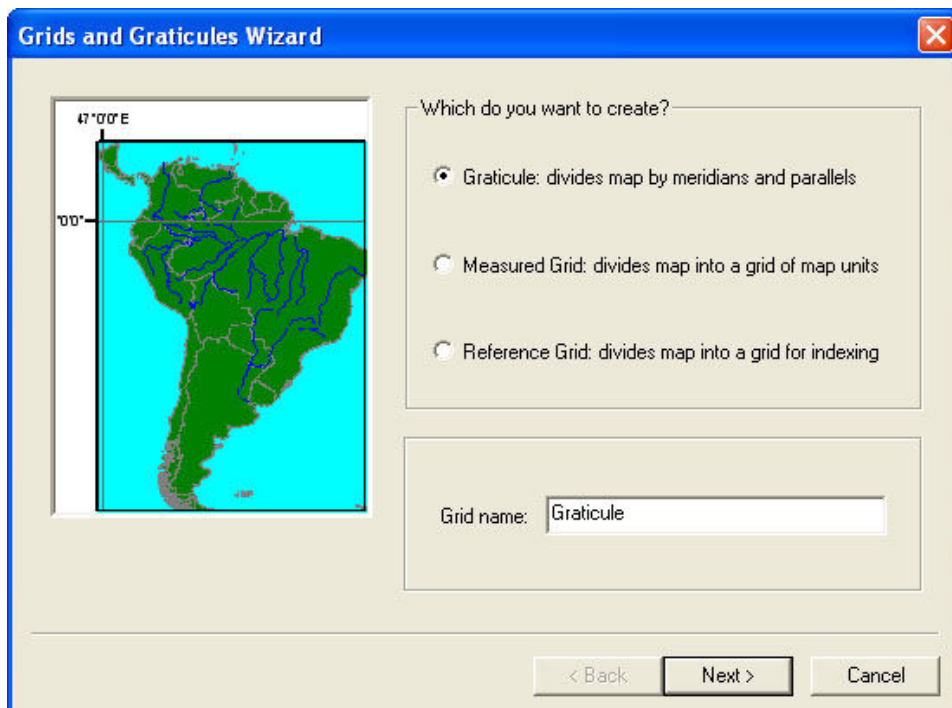 Grids and Graticules Wizard
47°0'0" E
°0'0"
Which do you want to create?
Graticule: divides map by meridians and parallels
Measured Grid: divides map into a grid of map units
Reference Grid: divides map into a grid for indexing
Grid name:
Graticule
< Back
Next >
Cancel